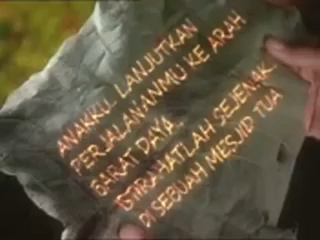 ANAKKU, LANJUTKAN
PERJALANANMU KE ARAH
BARAT DAYA.
ISTIRAHATLAH SEJENAK
DI SEBUAH MESJID TUA